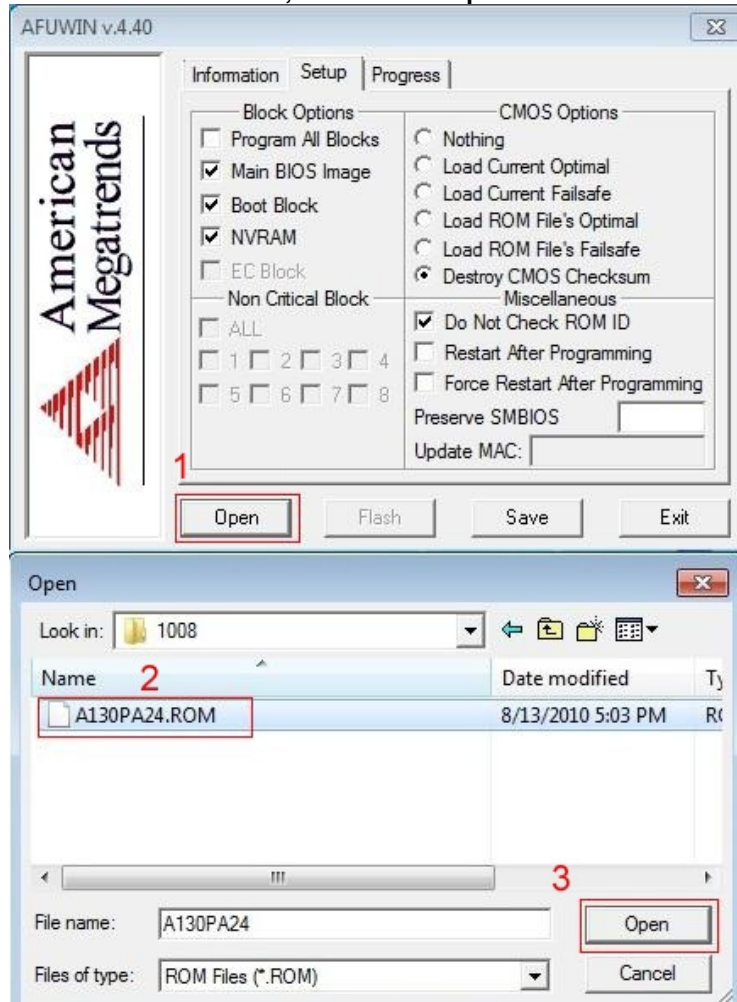 AFUWIN v.4.40
American
Megatrends
Information Setup Progress
Block Options
Program All Blocks
Main BIOS Image
Boot Block
NVRAM
EC Block
Non Critical Block
ALL
1 2 3 4
5 6 7 8
CMOS Options
Nothing
Load Current Optimal
Load Current Failsafe
Load ROM File's Optimal
Load ROM File's Failsafe
Destroy CMOS Checksum
Miscellaneous
Do Not Check ROM ID
Restart After Programming
Force Restart After Programming
Preserve SMBIOS
Update MAC:
1
Open Flash Save Exit
Open
Look in: 1008
Name Date modified Ty
2
A130PA24.ROM 8/13/2010 5:03 PM
3
File name: A130PA24 Open
Files of type: ROM Files (*.ROM) Cancel